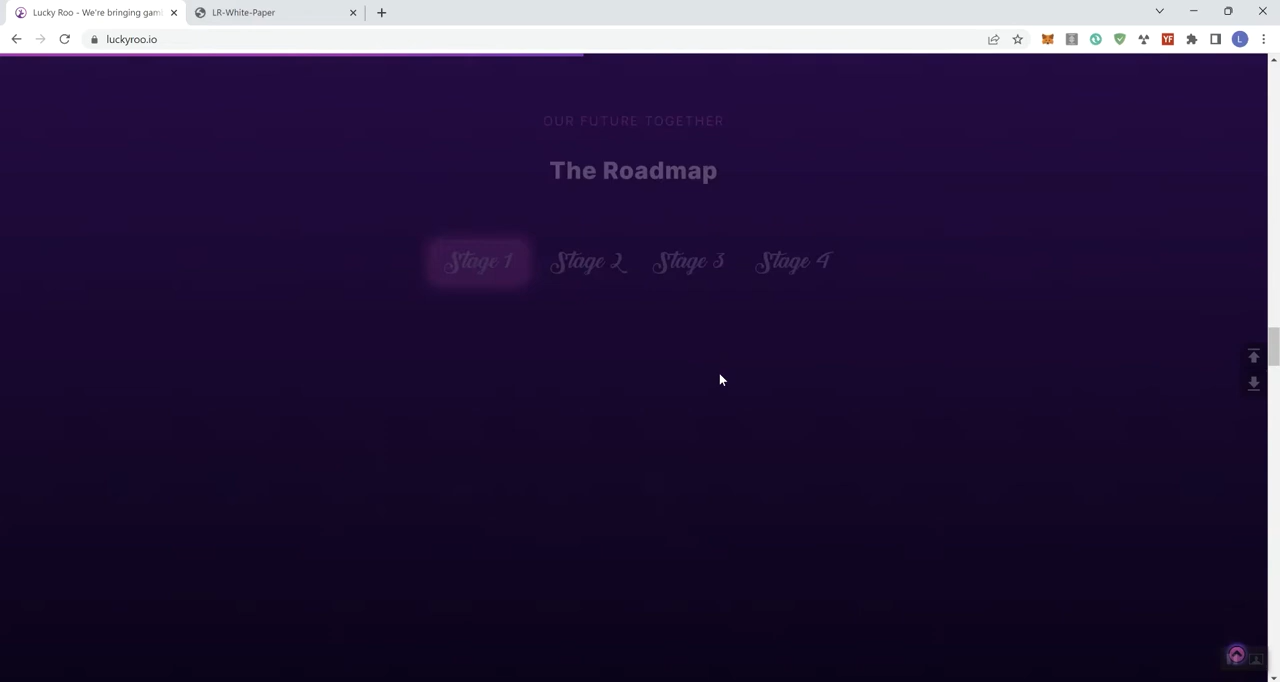 Lucky Roo - We're bringing gam
LR-White-Paper
luckyroo.io
YF
L
OUR FUTURE TOGETHER
The Roadmap
Stage 1
Stage 2
Stage 3
Stage 4